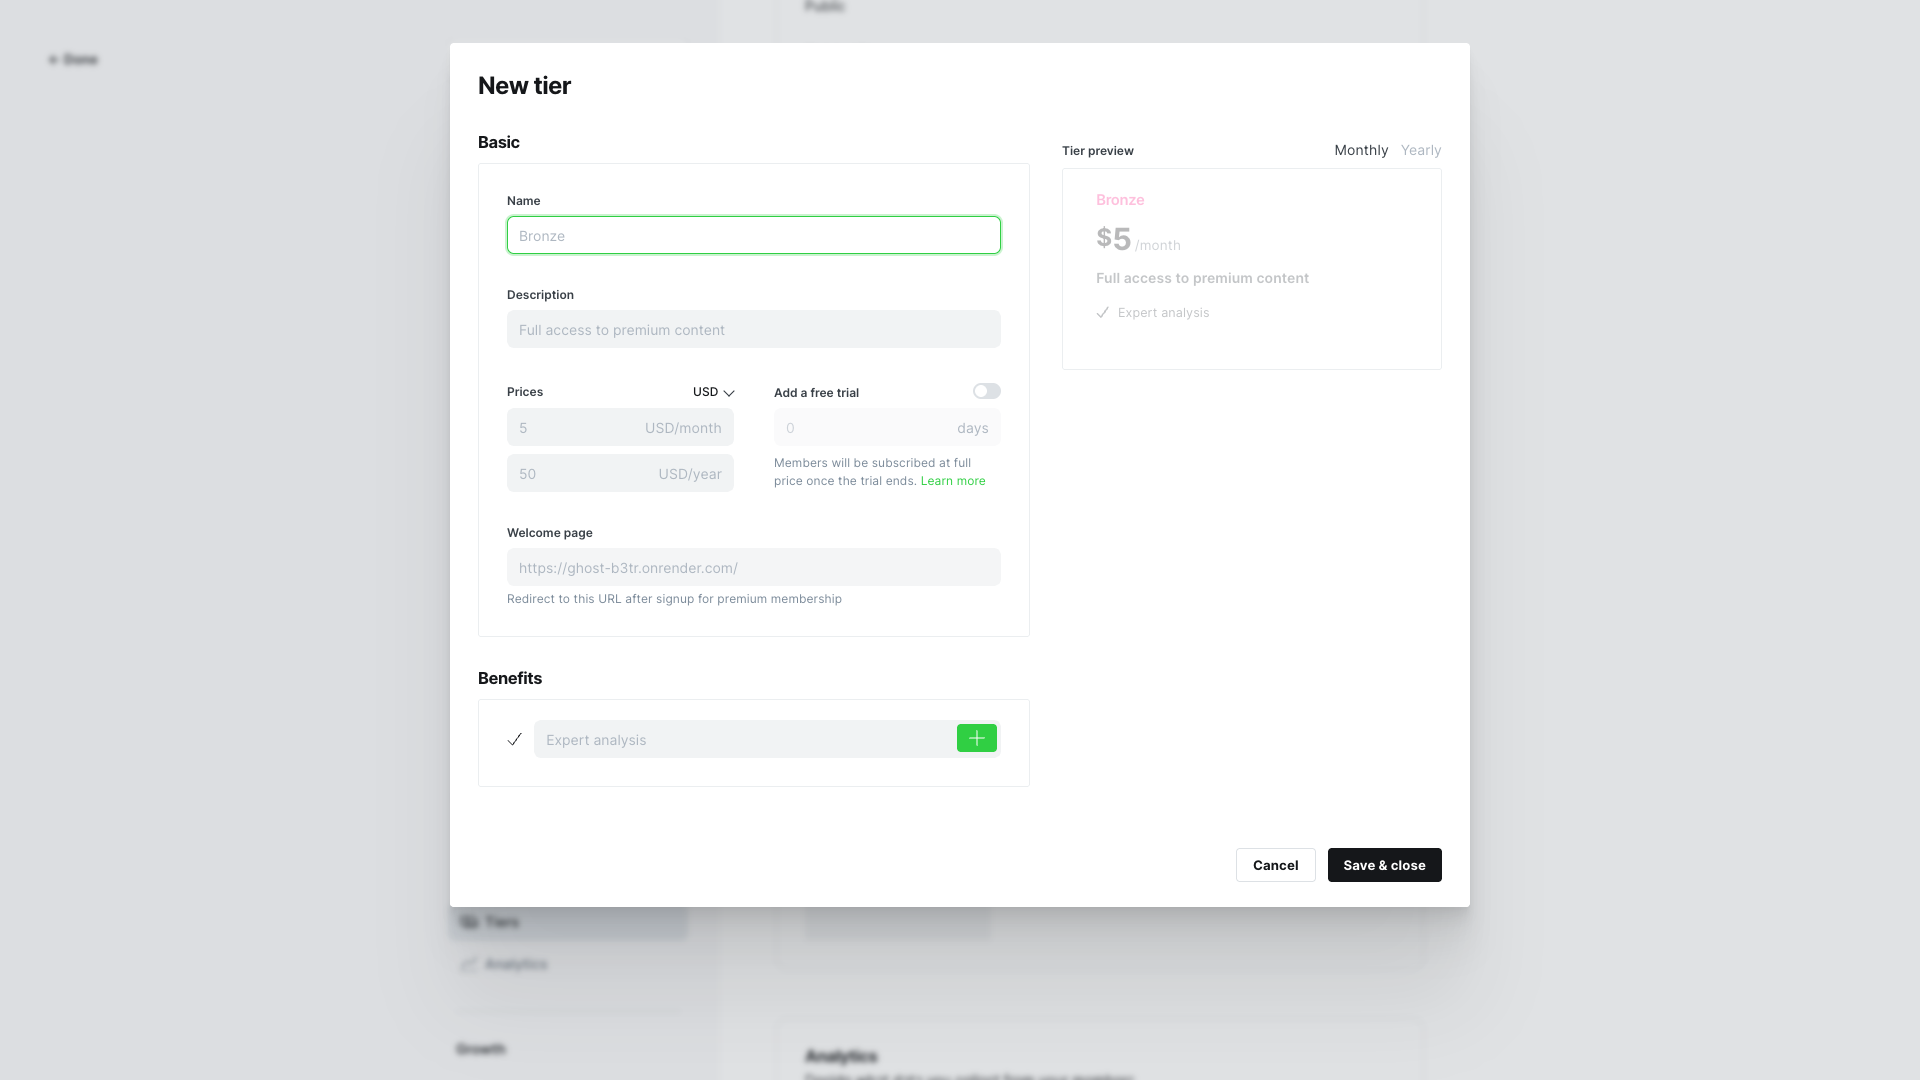 Public
← Done
New tier
Basic
Name
Bronze
Description
Full access to premium content
Prices
USD
5
USD/month
50
USD/year
Add a free trial
0
days
Members will be subscribed at full
price once the trial ends. Learn more
Welcome page
https://ghost-b3tr.onrender.com/
Redirect to this URL after signup for premium membership
Benefits
Expert analysis
Tier preview
Monthly
Yearly
Bronze
$5 /month
Full access to premium content
Expert analysis
Cancel
Save & close
Tiers
Analytics
Growth
Analytics